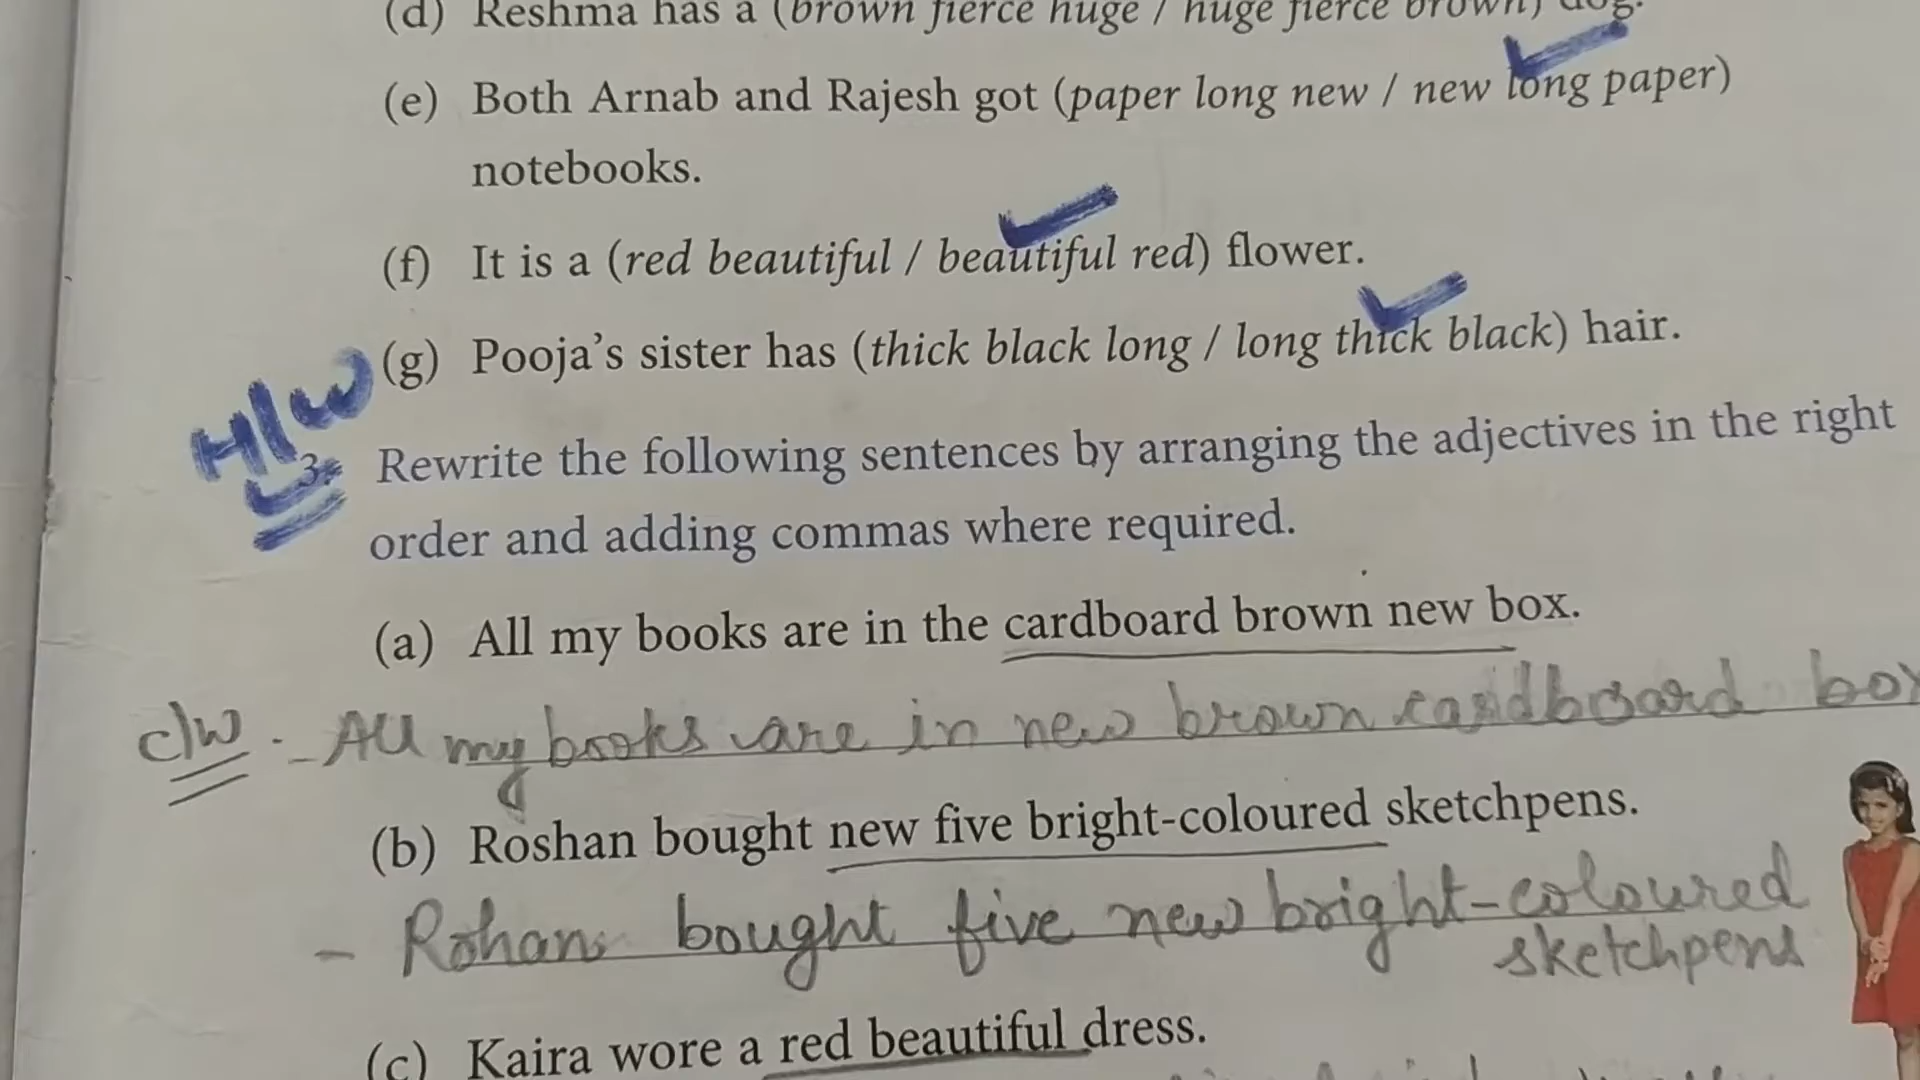 (d) Reshma has a (brown fierce huge / huge fierce brown) dog.
(e) Both Arnab and Rajesh got (paper long new / new long paper)
notebooks.
(f) It is a (red beautiful / beautiful red) flower.
(g) Pooja's sister has (thick black long / long thick black) hair.
H/W
3. Rewrite the following sentences by arranging the adjectives in the right
order and adding commas where required.
(a) All my books are in the cardboard brown new box.
C/W - All my books are in new brown cardboard box
(b) Roshan bought new five bright-coloured sketchpens.
- Rohan bought five new bright-coloured
sketchpens
(c) Kaira wore a red beautiful dress.